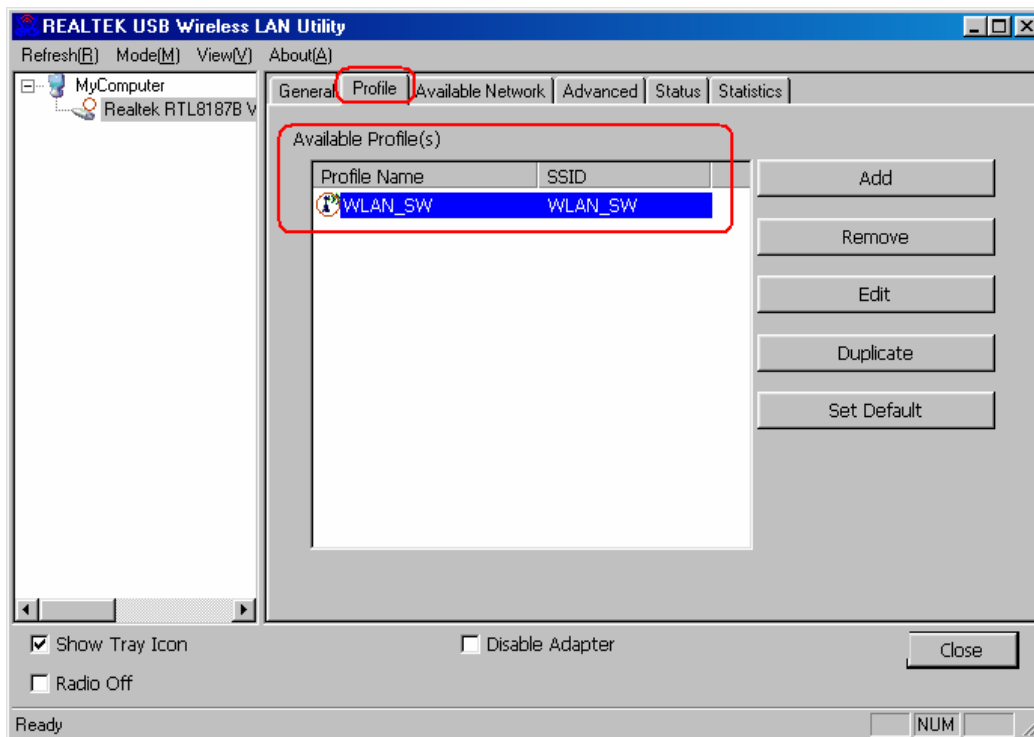 REALTEK USB Wireless LAN Utility
Refresh(R) Mode(M) View(V) About(A)
MyComputer
Realtek RTL8187B
General Profile Available Network Advanced Status Statistics
Available Profile(s)
Profile Name SSID
WLAN_SW WLAN_SW
Add
Remove
Edit
Duplicate
Set Default
Show Tray Icon
Disable Adapter
Close
Radio Off
Ready
NUM